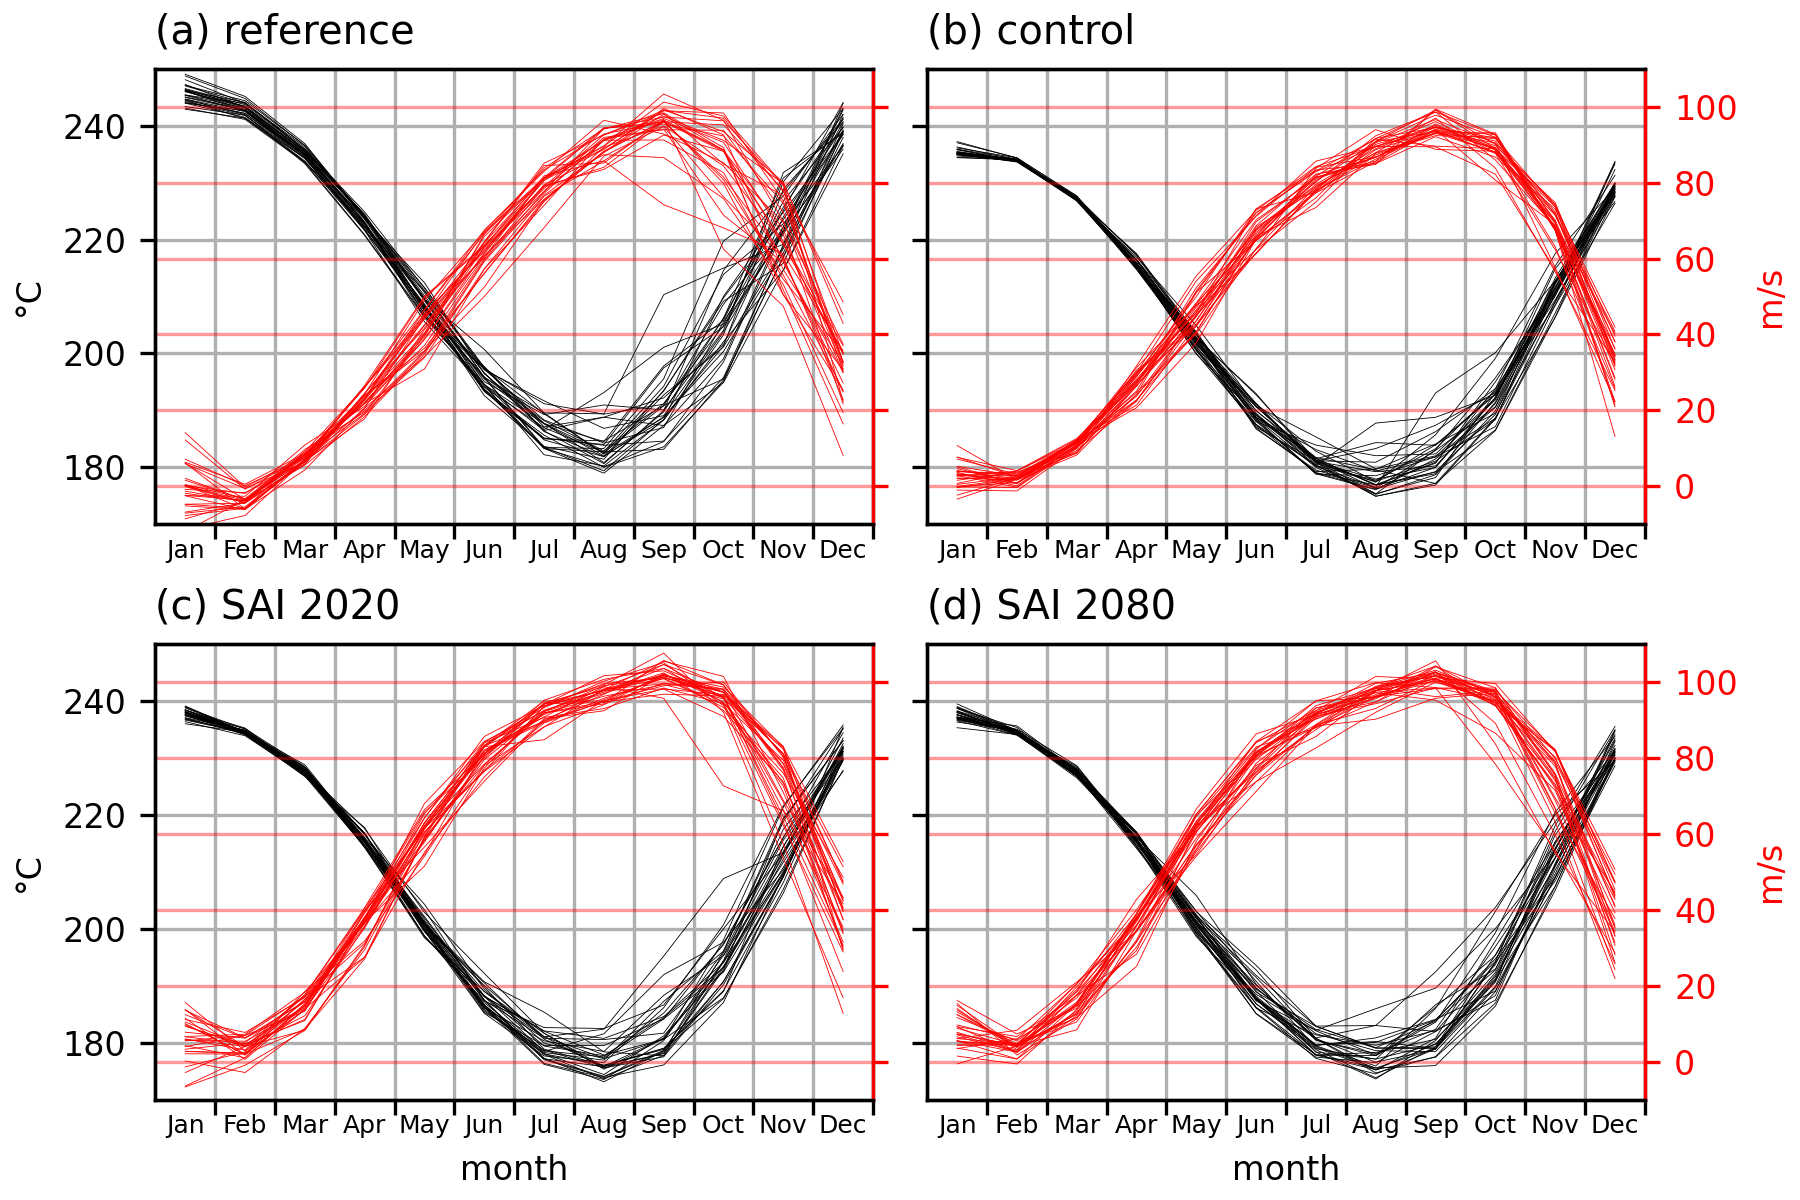 (a) reference
(b) control
240
220
200
180
°C
100
80
60
40
20
0
m/s
Jan Feb Mar Apr May Jun Jul Aug Sep Oct Nov Dec
Jan Feb Mar Apr May Jun Jul Aug Sep Oct Nov Dec
(c) SAI 2020
(d) SAI 2080
240
220
200
180
°C
100
80
60
40
20
0
m/s
Jan Feb Mar Apr May Jun Jul Aug Sep Oct Nov Dec
Jan Feb Mar Apr May Jun Jul Aug Sep Oct Nov Dec
month
month